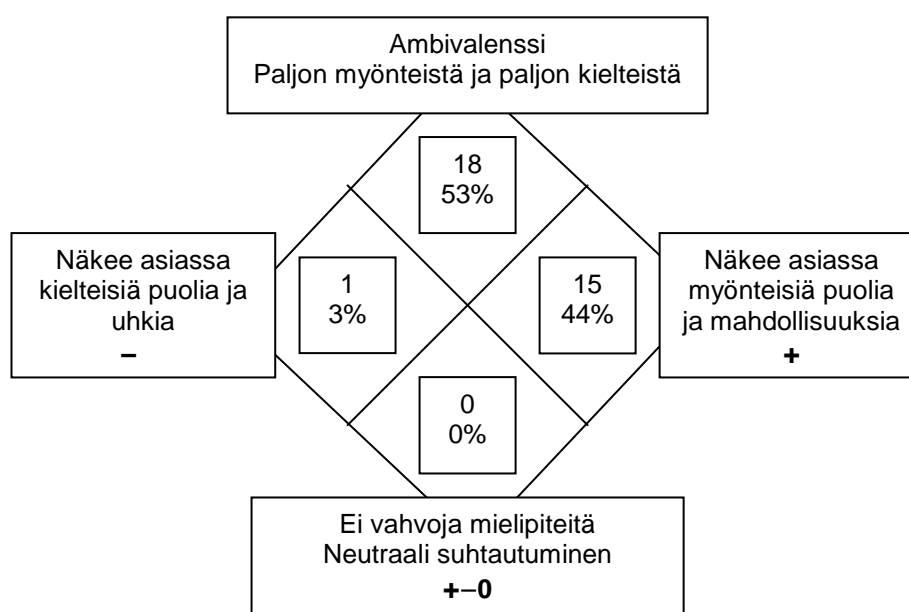 Ambivalenssi
Paljon myönteistä ja paljon kielteistä
18
53%
Näkee asiassa
kielteisiä puolia ja
uhkia
–
1
3%
15
44%
Näkee asiassa
myönteisiä puolia
ja mahdollisuuksia
+
0
0%
Ei vahvoja mielipiteitä
Neutraali suhtautuminen
+–0